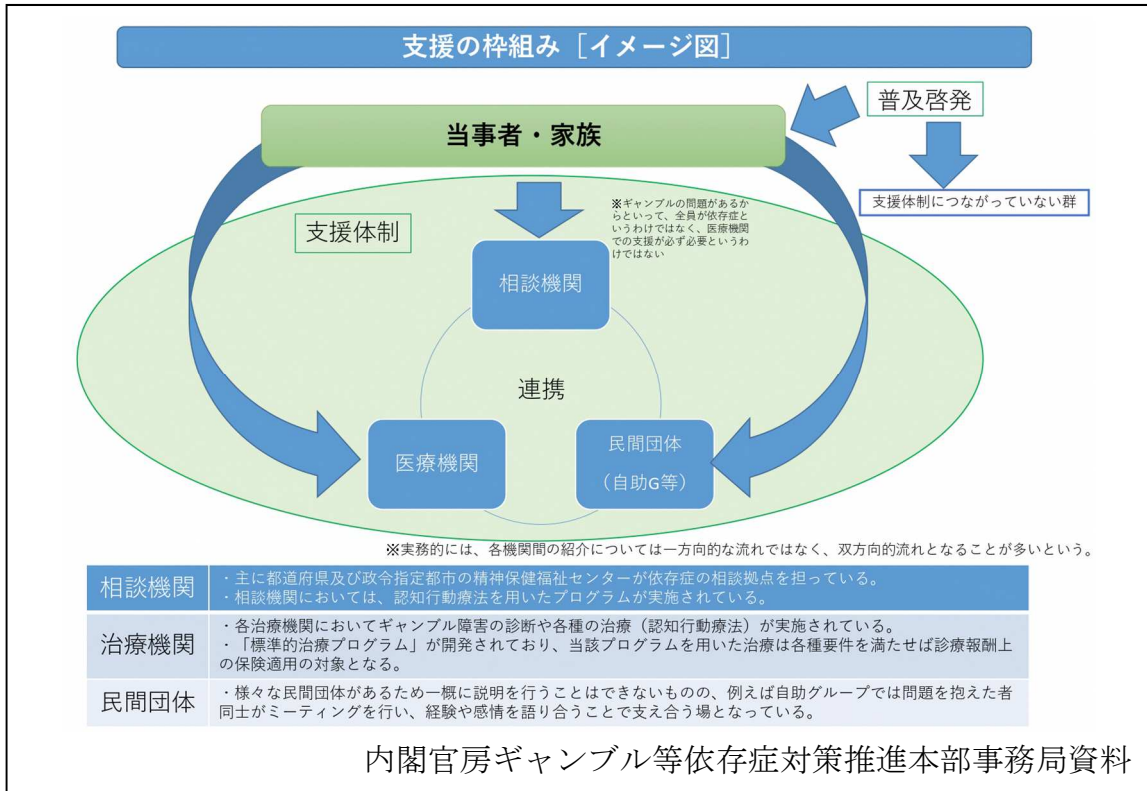 支援の枠組み［イメージ図］
普及啓発
当事者・家族
支援体制につながっていない群
※ギャンブルの問題があるか
らといって、全員が依存症と
いうわけではなく、医療機関
での支援が必ず必要というわ
けではない
支援体制
相談機関
連携
医療機関
民間団体
（自助G等）
※実務的には、各機関間の紹介については一方向的な流れではなく、双方向的流れとなることが多いという。
相談機関
・主に都道府県及び政令指定都市の精神保健福祉センターが依存症の相談拠点を担っている。
・相談機関においては、認知行動療法を用いたプログラムが実施されている。
治療機関
・各治療機関においてギャンブル障害の診断や各種の治療（認知行動療法）が実施されている。
・「標準的治療プログラム」が開発されており、当該プログラムを用いた治療は各種要件を満たせば診療報酬上
の保険適用の対象となる。
民間団体
・様々な民間団体があるため一概に説明を行うことはできないものの、例えば自助グループでは問題を抱えた者
同士がミーティングを行い、経験や感情を語り合うことで支え合う場となっている。
内閣官房ギャンブル等依存症対策推進本部事務局資料